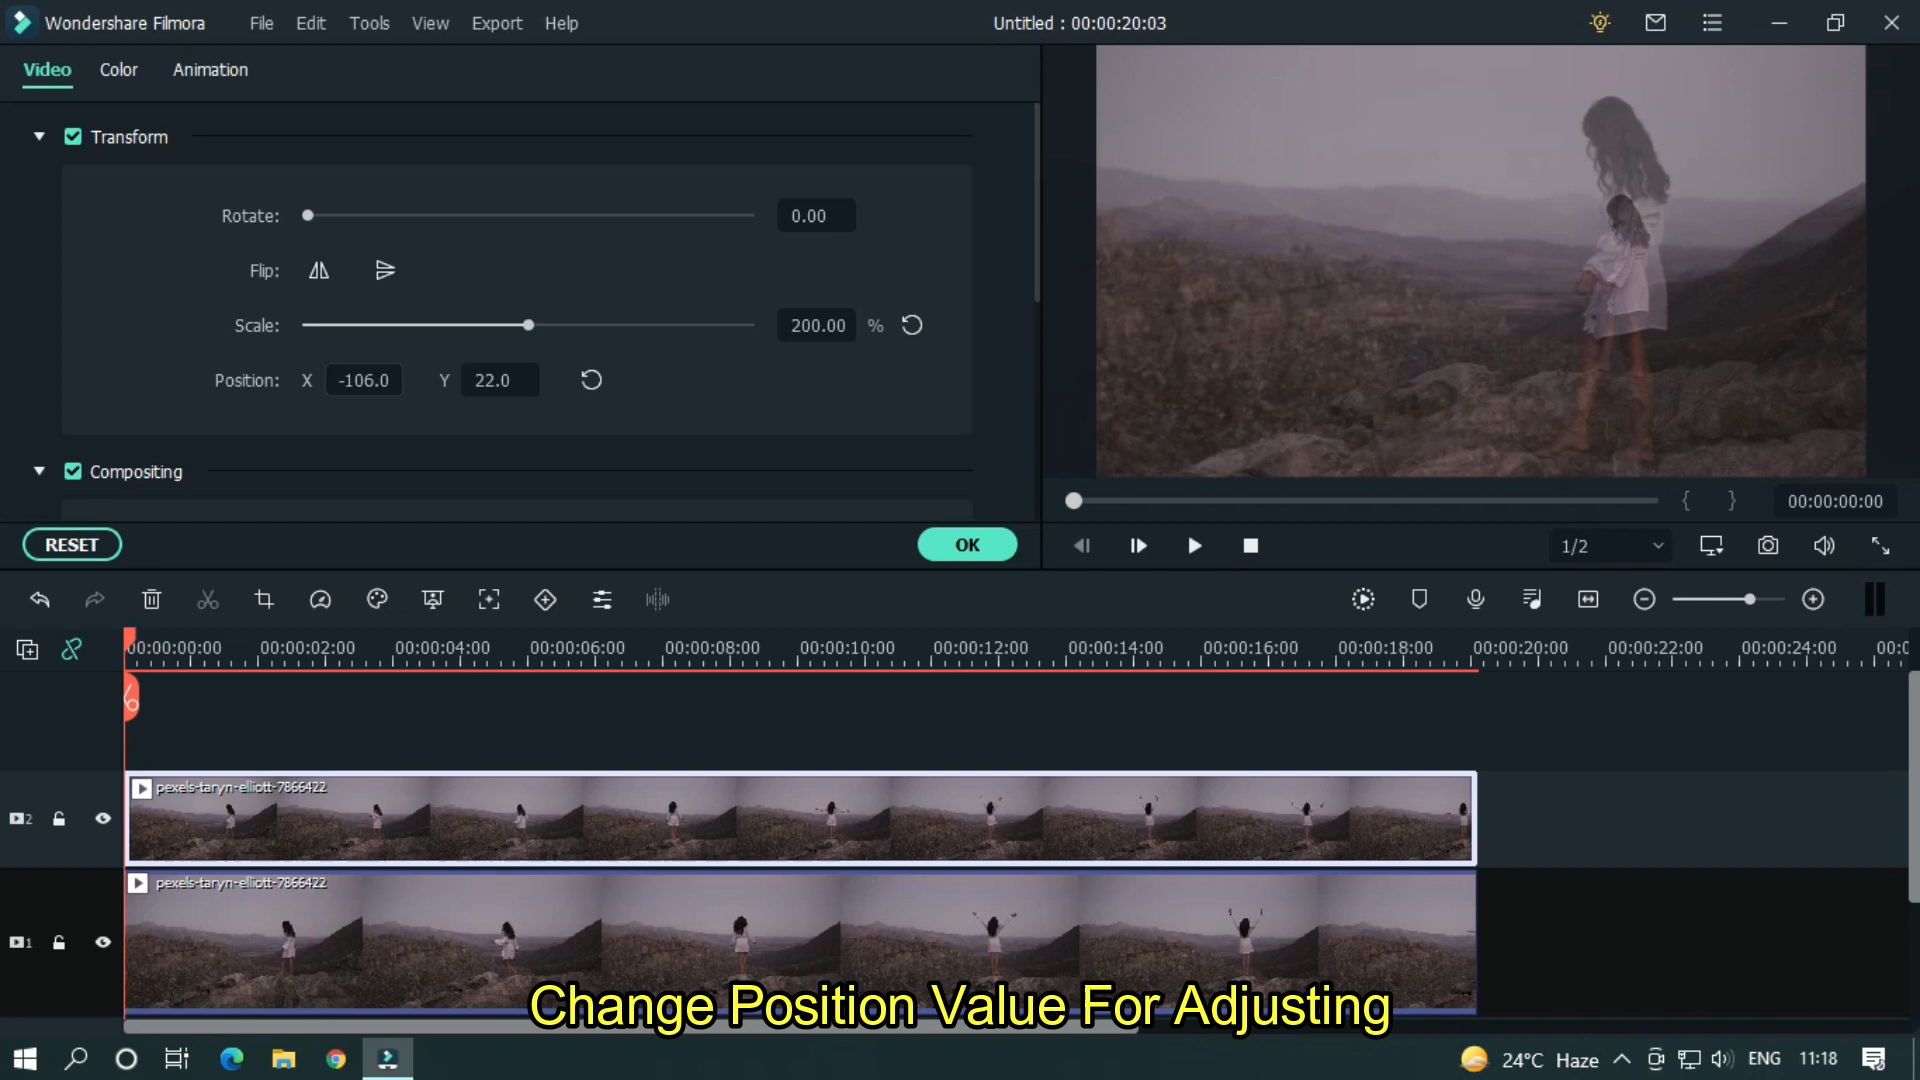 Wondershare Filmora
File Edit Tools View Export Help
Untitled : 00:00:20:03
Video Color Animation
Transform
Rotate: 0.00
Flip:
Scale: 200.00 %
Position: X -106.0 Y 22.0
Compositing
RESET OK
{ } 00:00:00:00
1/2
00:00:00:00 00:00:02:00 00:00:04:00 00:00:06:00 00:00:08:00 00:00:10:00 00:00:12:00 00:00:14:00 00:00:16:00 00:00:18:00 00:00:20:00 00:00:22:00 00:00:24:00 00:0
pexels-taryn-elliott-7866422
2
pexels-taryn-elliott-7866422
1
Change Position Value For Adjusting
24°C Haze ENG 11:18